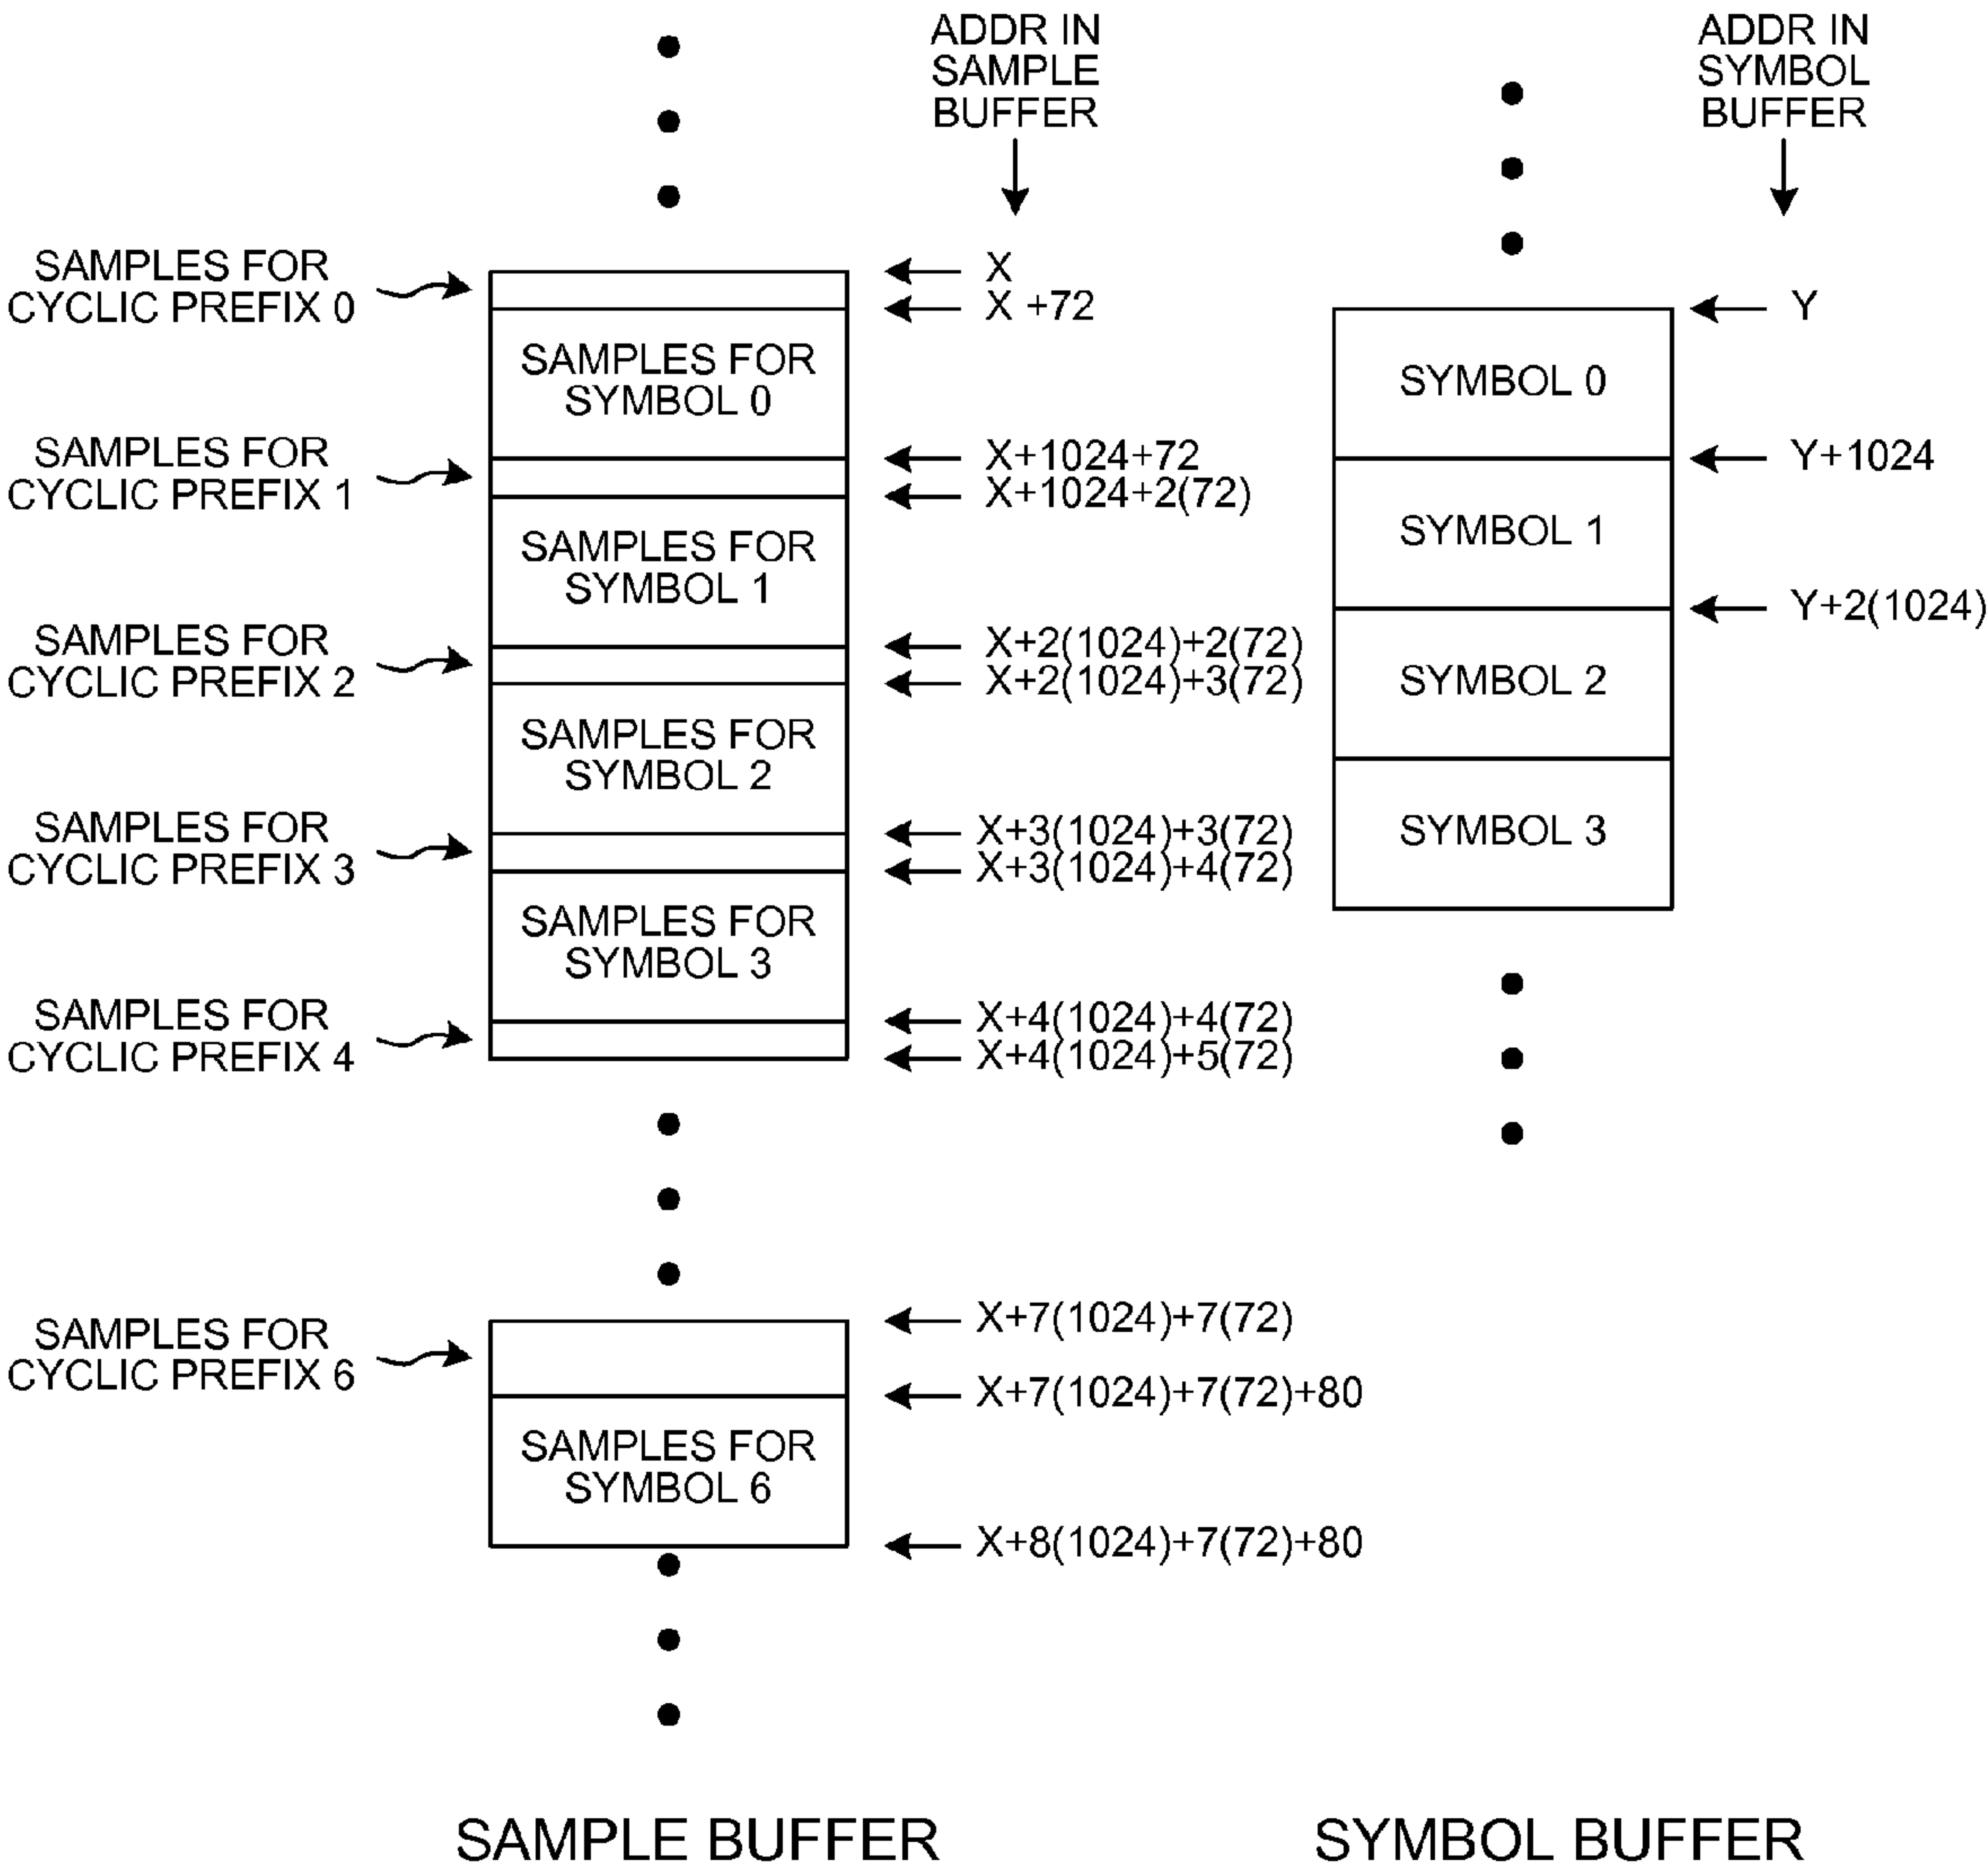 ADDR IN
SAMPLE
BUFFER
ADDR IN
SYMBOL
BUFFER
SAMPLES FOR
CYCLIC PREFIX 0
X
X +72
SAMPLES FOR
SYMBOL 0
SAMPLES FOR
CYCLIC PREFIX 1
X+1024+72
X+1024+2(72)
SAMPLES FOR
SYMBOL 1
SAMPLES FOR
CYCLIC PREFIX 2
X+2(1024)+2(72)
X+2(1024)+3(72)
SAMPLES FOR
SYMBOL 2
SAMPLES FOR
CYCLIC PREFIX 3
X+3(1024)+3(72)
X+3(1024)+4(72)
SAMPLES FOR
SYMBOL 3
SAMPLES FOR
CYCLIC PREFIX 4
X+4(1024)+4(72)
X+4(1024)+5(72)
SAMPLES FOR
CYCLIC PREFIX 6
X+7(1024)+7(72)
X+7(1024)+7(72)+80
SAMPLES FOR
SYMBOL 6
X+8(1024)+7(72)+80
Y
SYMBOL 0
Y+1024
SYMBOL 1
Y+2(1024)
SYMBOL 2
SYMBOL 3
SAMPLE BUFFER
SYMBOL BUFFER